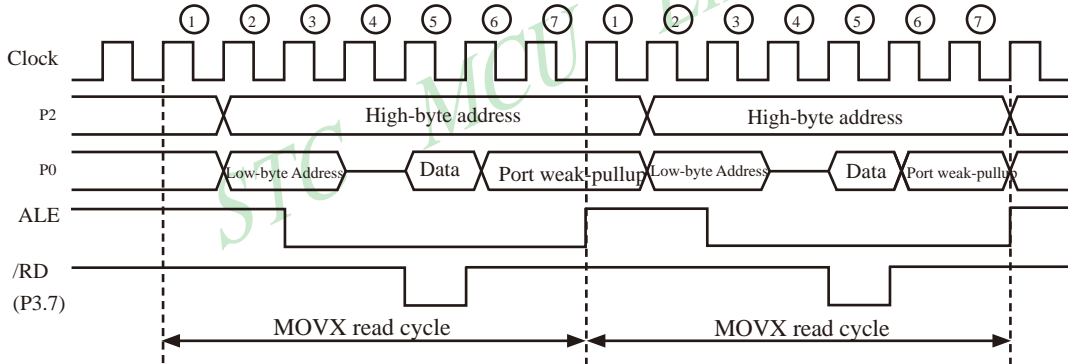 1 2 3 4 5 6 7 1 2 3 4 5 6 7
Clock
P2 High-byte address High-byte address
P0 Low-byte Address Data Port weak-pullup Low-byte Address Data Port weak-pullup
ALE
/RD
(P3.7)
MOVX read cycle MOVX read cycle
STC MCU